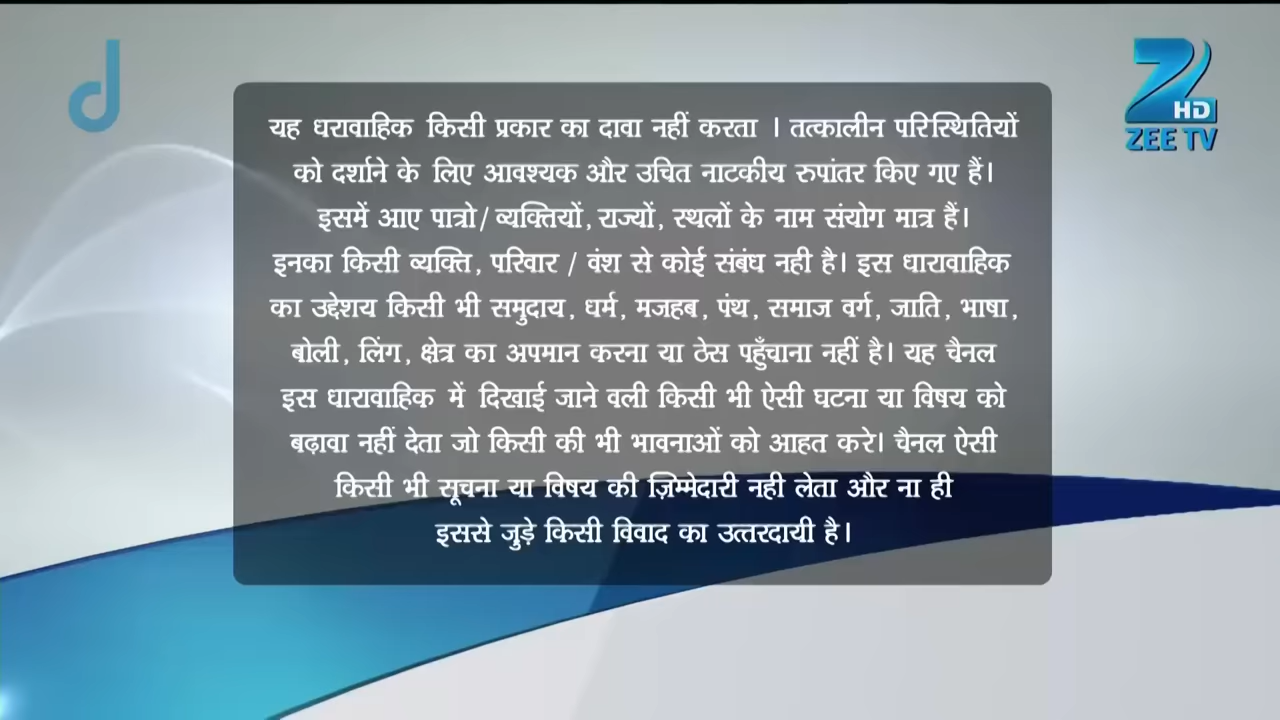 यह धरावाहिक किसी प्रकार का दावा नहीं करता । तत्कालीन परिस्थितियों
को दर्शाने के लिए आवश्यक और उचित नाटकीय रुपांतर किए गए हैं।
इसमें आए पात्रो/व्यक्तियों, राज्यों, स्थलों के नाम संयोग मात्र हैं।
इनका किसी व्यक्ति, परिवार / वंश से कोई संबंध नही है। इस धारावाहिक
का उद्देशय किसी भी समुदाय, धर्म, मजहब, पंथ, समाज वर्ग, जाति, भाषा,
बोली, लिंग, क्षेत्र का अपमान करना या ठेस पहुँचाना नहीं है। यह चैनल
इस धारावाहिक में दिखाई जाने वली किसी भी ऐसी घटना या विषय को
बढ़ावा नहीं देता जो किसी की भी भावनाओं को आहत करे। चैनल ऐसी
किसी भी सूचना या विषय की ज़िम्मेदारी नही लेता और ना ही
इससे जुड़े किसी विवाद का उत्तरदायी है।
HD
ZEE TV